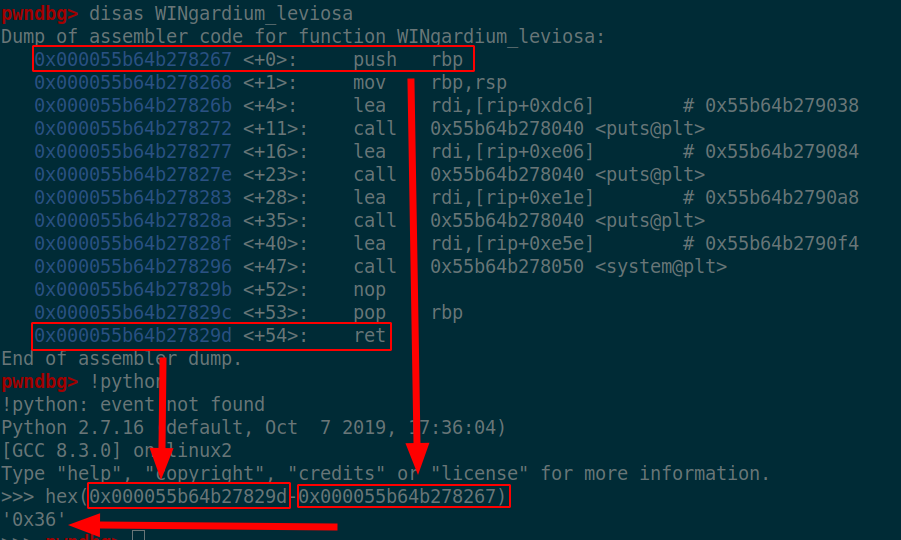 pwndbg> disas WINgardium_leviosa
Dump of assembler code for function WINgardium_leviosa:
0x000055b64b278267 <+0>: push rbp
0x000055b64b278268 <+1>: mov rbp,rsp
0x000055b64b27826b <+4>: lea rdi,[rip+0xdc6] # 0x55b64b279038
0x000055b64b278272 <+11>: call 0x55b64b278040 <puts@plt>
0x000055b64b278277 <+16>: lea rdi,[rip+0xe06] # 0x55b64b279084
0x000055b64b27827e <+23>: call 0x55b64b278040 <puts@plt>
0x000055b64b278283 <+28>: lea rdi,[rip+0xe1e] # 0x55b64b2790a8
0x000055b64b27828a <+35>: call 0x55b64b278040 <puts@plt>
0x000055b64b27828f <+40>: lea rdi,[rip+0xe5e] # 0x55b64b2790f4
0x000055b64b278296 <+47>: call 0x55b64b278050 <system@plt>
0x000055b64b27829b <+52>: nop
0x000055b64b27829c <+53>: pop rbp
0x000055b64b27829d <+54>: ret
End of assembler dump.
pwndbg> !python
!python: event not found
Python 2.7.16 (default, Oct 7 2019, 17:36:04)
[GCC 8.3.0] on linux2
Type "help", "copyright", "credits" or "license" for more information.
>>> hex(0x000055b64b27829d-0x000055b64b278267)
'0x36'
>>> pwndbg>